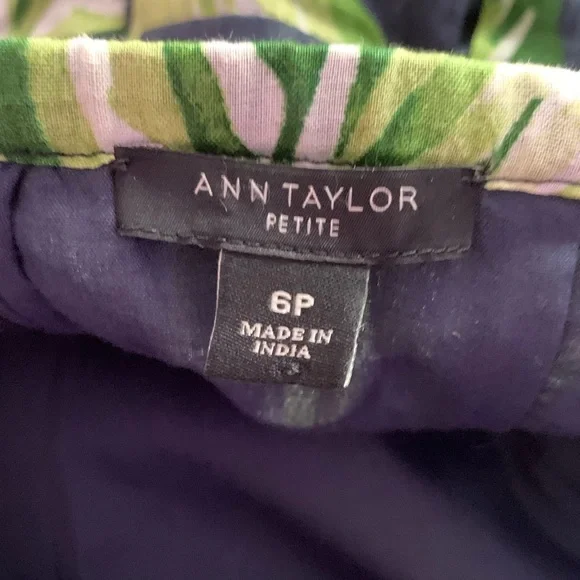 ANN TAYLOR
PETITE
6P
MADE IN
INDIA